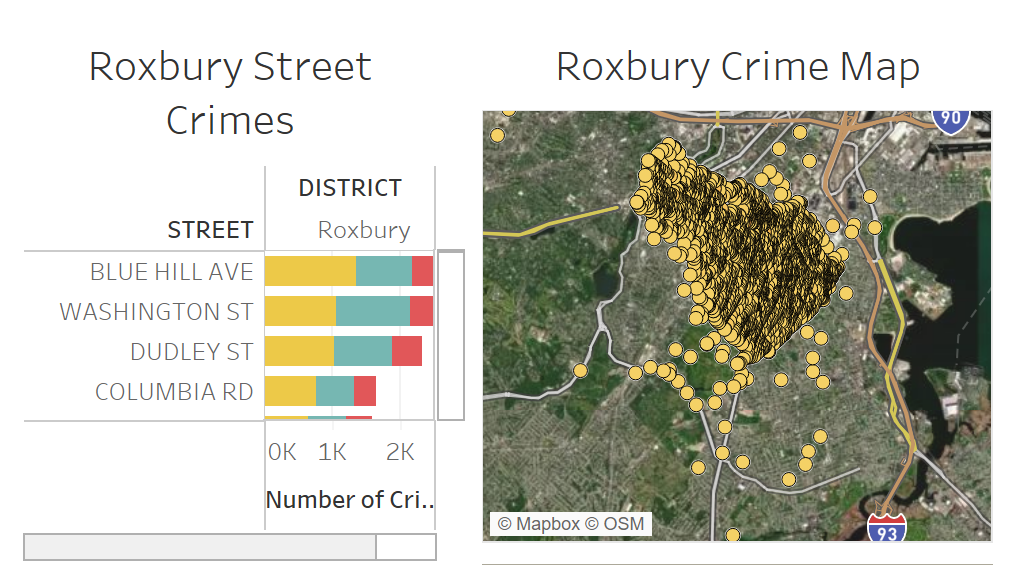 Roxbury Street
Crimes
DISTRICT
STREET
Roxbury
BLUE HILL AVE
WASHINGTON ST
DUDLEY ST
COLUMBIA RD
0K 1K 2K
Number of Cri..
Roxbury Crime Map
90
93
© Mapbox © OSM